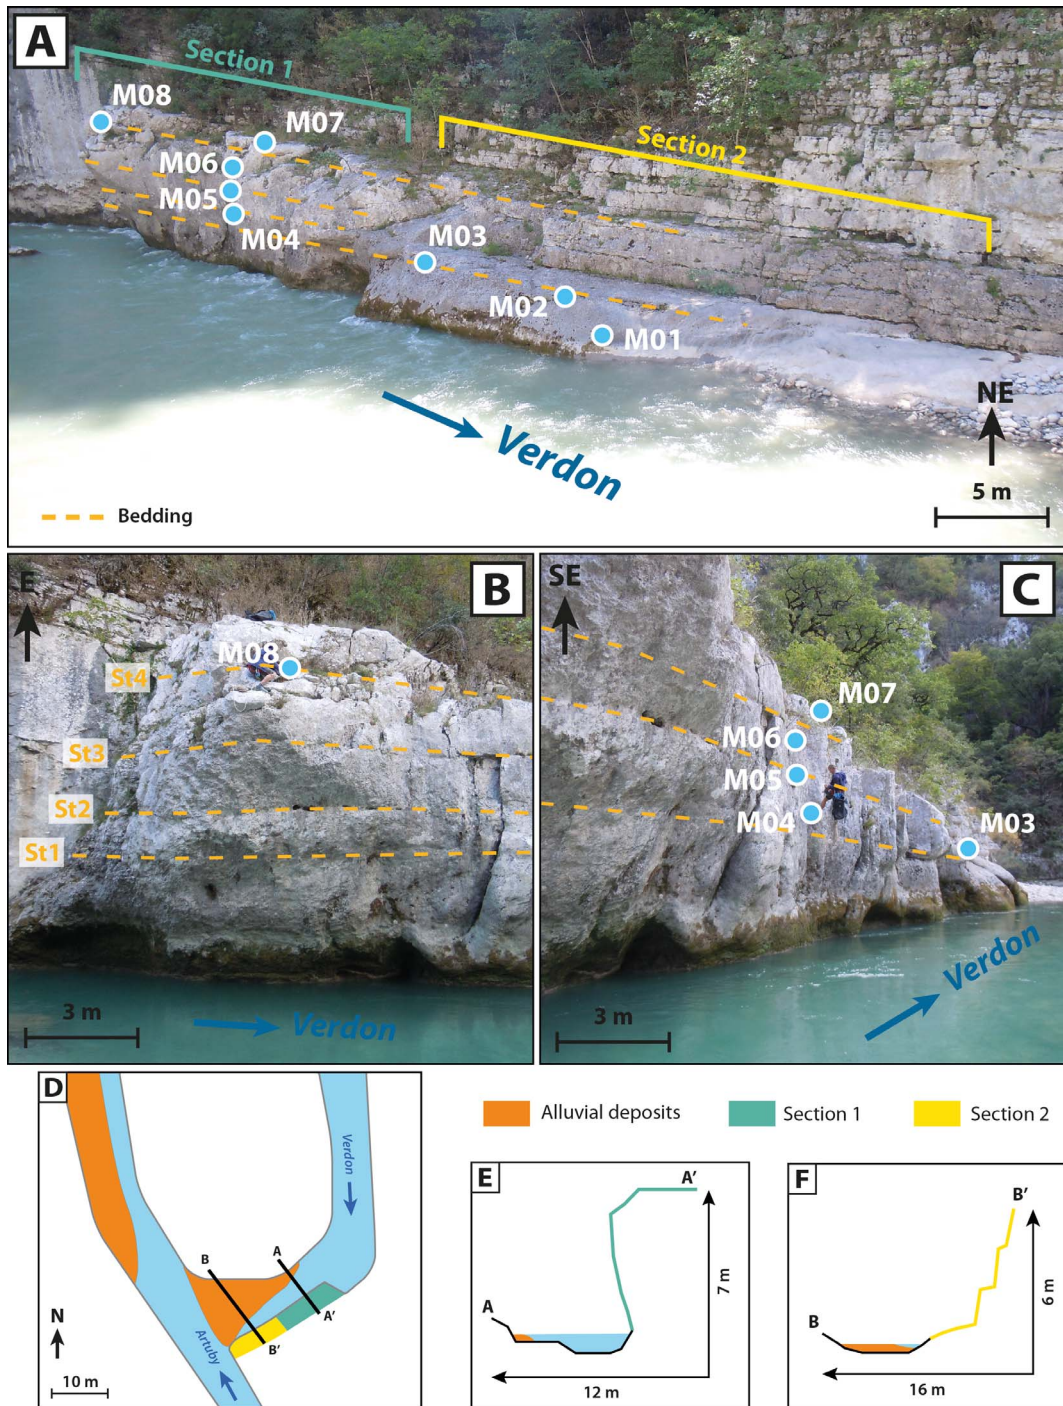 A
Section 1
M08
M07
M06
M05
M04
Section 2
M03
M02
M01
NE
Verdon
5 m
Bedding
E
B
M08
St4
St3
St2
St1
3 m
Verdon
SE
C
M07
M06
M05
M04
M03
Verdon
3 m
D
Verdon
B
A
A'
B'
N
Artuby
10 m
Alluvial deposits
Section 1
Section 2
E
A'
A
7 m
12 m
F
B'
B
6 m
16 m